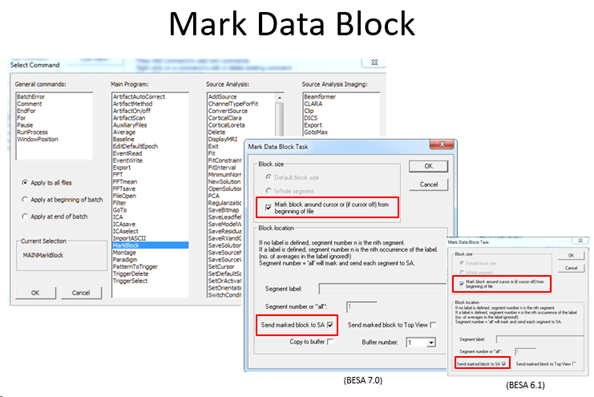 Mark Data Block
Select Command
General commands:
BatchError
Comment
EndFor
For
Pause
RunProcess
WindowPosition
Apply to all files
Apply at beginning of batch
Apply at end of batch
Current Selection
MAINMarkBlock
OK Cancel
Main Program:
ArtifactAutoCorrect
ArtifactMethod
ArtifactOn/off
ArtifactScan
AuxiliaryFiles
Average
Baseline
EditDefaultEpoch
EventRead
EventWrite
Export
FFT
FFTmean
FFTsave
FileOpen
Filter
GoTo
ICA
ICAsave
ICAselect
ImportASCII
MarkBlock
Montage
Paradigm
PatternToTrigger
TriggerDelete
TriggerSelect
Source Analysis:
AddSource
ChannelTypeForFit
ConvertSource
CorticalClara
CorticalLoreta
Delete
DisplayMRI
Exit
Fit
FitConstraint
FitInterval
MinimumNorm
NewSolution
OpenSolution
PCA
Regularizatio
SaveBitmap
SaveLeadfiel
SaveModelW
SaveRealWor
SaveRVandG
SaveSolution
SaveSource
SaveSourceW
SetCursor
SetDefaultSo
SetOrActiva
SetOrientatio
SwitchCondit
Source Analysis Imaging:
Beamformer
CLARA
Clip
DICS
Export
GotoMax
Mark Data Block Task
Block size
Default block size
Whole segment
Mark block around cursor or (if cursor off) from
beginning of file
OK
Cancel
Block location
If no label is defined, segment number n is the nth segment.
If a label is defined, segment number n is the nth occurrence of the label.
(no. of averages in the label ignored!)
Segment number = 'all' will mark and send each segment to SA.
Segment label:
Segment number or "all": 1
Send marked block to SA Send marked block to Top View
Copy to buffer Buffer number: 1
(BESA 7.0)
Mark Data Block Task
Block size
Default block size
Whole segment
Mark block around cursor or (if cursor off) from
beginning of file
OK
Cancel
Block location
If no label is defined, segment number n is the nth segment.
If a label is defined, segment number n is the nth occurrence of the label.
(no. of averages in the label ignored!)
Segment number = 'all' will mark and send each segment to SA.
Segment label:
Segment number or "all":
Send marked block to SA Send marked block to Top View
(BESA 6.1)